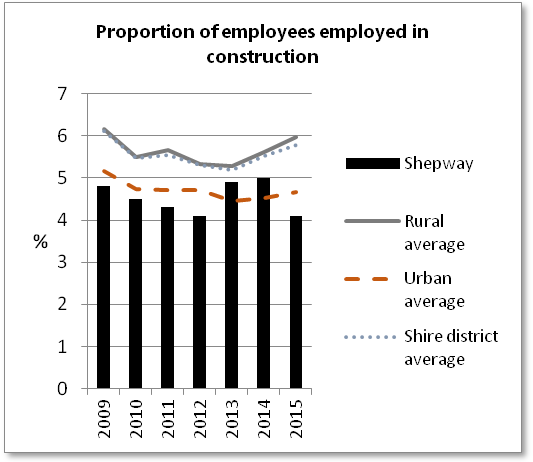 Proportion of employees employed in
construction
7
6
5
4
3
2
1
0
%
2009
2010
2011
2012
2013
2014
2015
Shepway
Rural
average
Urban
average
Shire district
average